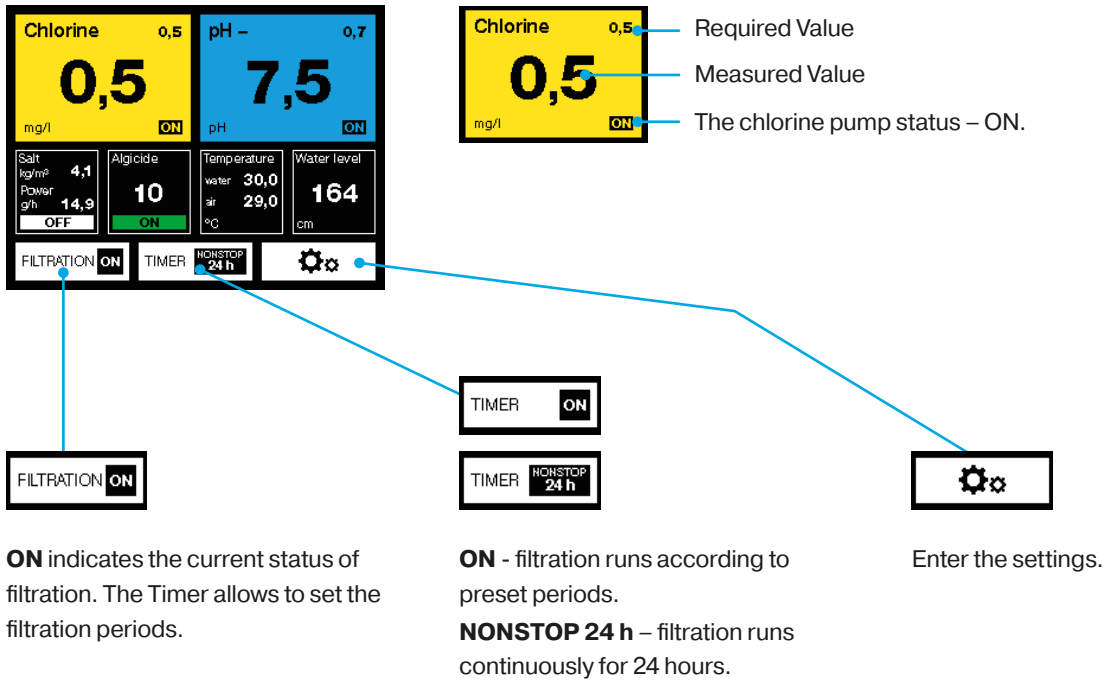 Chlorine 0,5
0,5
mg/l ON
pH – 0,7
7,5
pH ON
Salt
kg/m³ 4,1
Power
g/h 14,9
OFF
Algicide
10
ON
Temperature
water 30,0
air 29,0
°C
Water level
164
cm
FILTRATION ON
TIMER NONSTOP
24 h
Chlorine 0,5
0,5
mg/l ON
Required Value
Measured Value
The chlorine pump status – ON.
FILTRATION ON
ON indicates the current status of
filtration. The Timer allows to set the
filtration periods.
TIMER ON
TIMER NONSTOP
24 h
ON - filtration runs according to
preset periods.
NONSTOP 24 h – filtration runs
continuously for 24 hours.
Enter the settings.